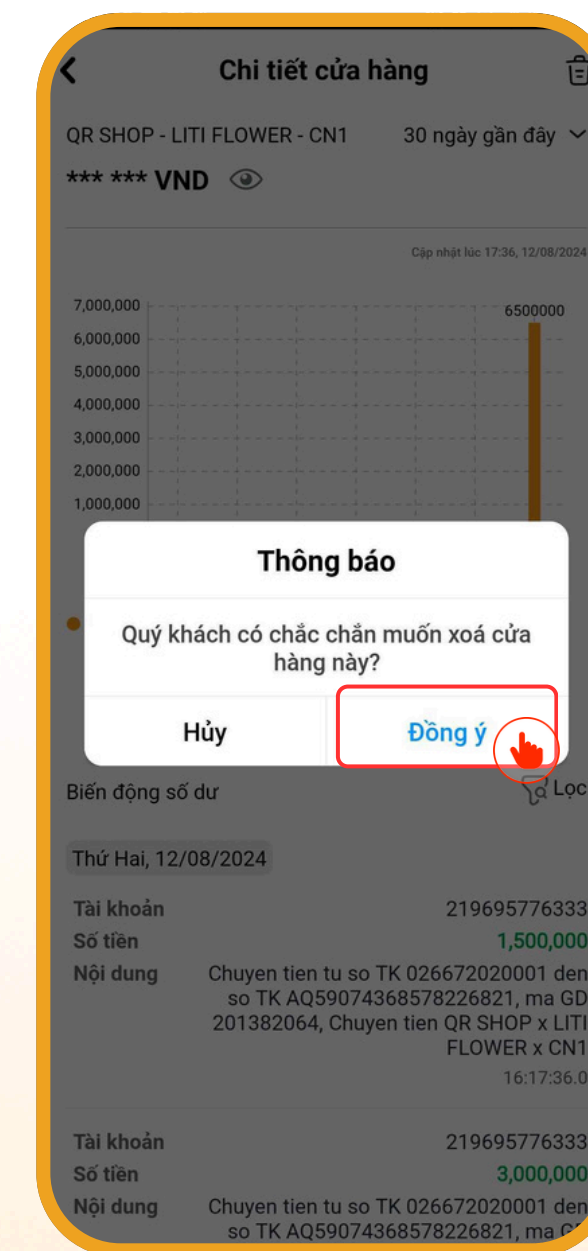 Chi tiết cửa hàng
QR SHOP - LITI FLOWER - CN1 30 ngày gần đây
*** *** VND
Cập nhật lúc 17:36, 12/08/2024
7,000,000
6500000
6,000,000
5,000,000
4,000,000
3,000,000
2,000,000
1,000,000
Thông báo
Quý khách có chắc chắn muốn xoá cửa
hàng này?
Hủy Đồng ý
Biến động số dư Lọc
Thứ Hai, 12/08/2024
Tài khoản 219695776333
Số tiền 1,500,000
Nội dung Chuyen tien tu so TK 026672020001 den
so TK AQ59074368578226821, ma GD
201382064, Chuyen tien QR SHOP x LITI
FLOWER x CN1
16:17:36.0
Tài khoản 219695776333
Số tiền 3,000,000
Nội dung Chuyen tien tu so TK 026672020001 den
so TK AQ59074368578226821, ma